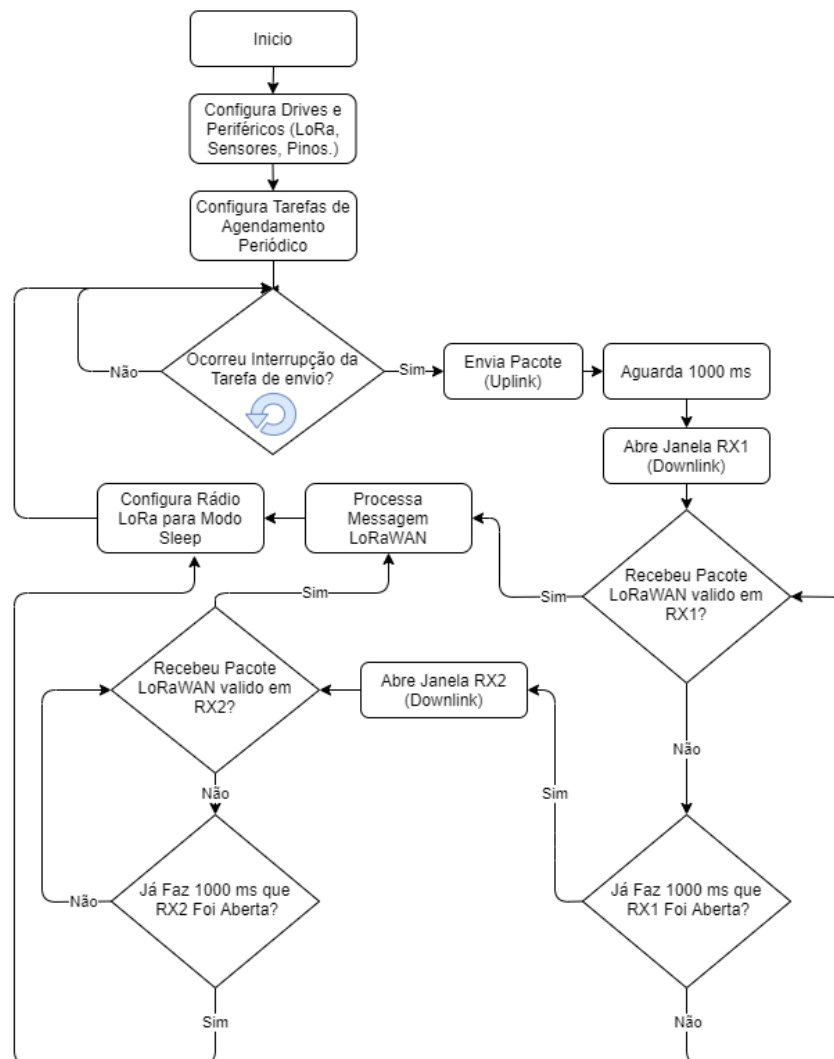 Inicio
Configura Drives e
Periféricos (LoRa,
Sensores, Pinos.)
Configura Tarefas de
Agendamento
Periódico
Ocorreu Interrupção da
Tarefa de envio?
Não
Sim
Envia Pacote
(Uplink)
Aguarda 1000 ms
Abre Janela RX1
(Downlink)
Configura Rádio
LoRa para Modo
Sleep
Processa
Messagem
LoRaWAN
Recebeu Pacote
LoRaWAN valido em
RX1?
Sim
Sim
Recebeu Pacote
LoRaWAN valido em
RX2?
Abre Janela RX2
(Downlink)
Não
Não
Sim
Já Faz 1000 ms que
RX2 Foi Aberta?
Não
Já Faz 1000 ms que
RX1 Foi Aberta?
Sim
Não